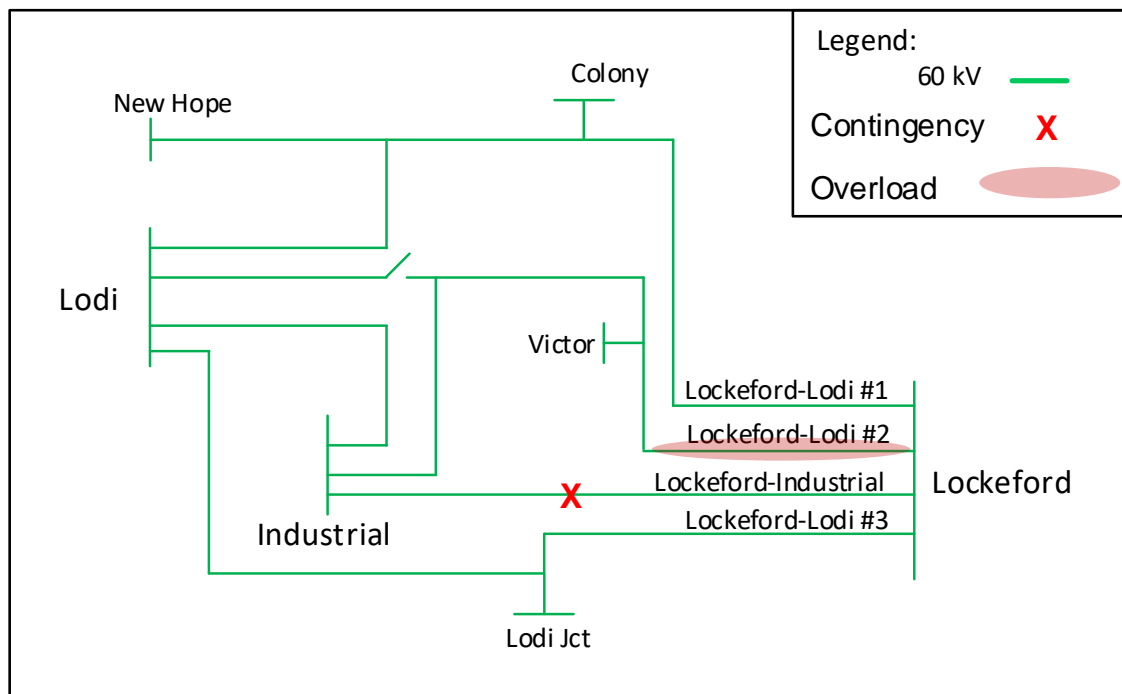 Legend:
60 kV
Contingency X
Overload
Colony
New Hope
Lodi
Victor
Lockeford-Lodi #1
Lockeford-Lodi #2
Lockeford-Industrial
Lockeford
X
Lockeford-Lodi #3
Industrial
Lodi Jct